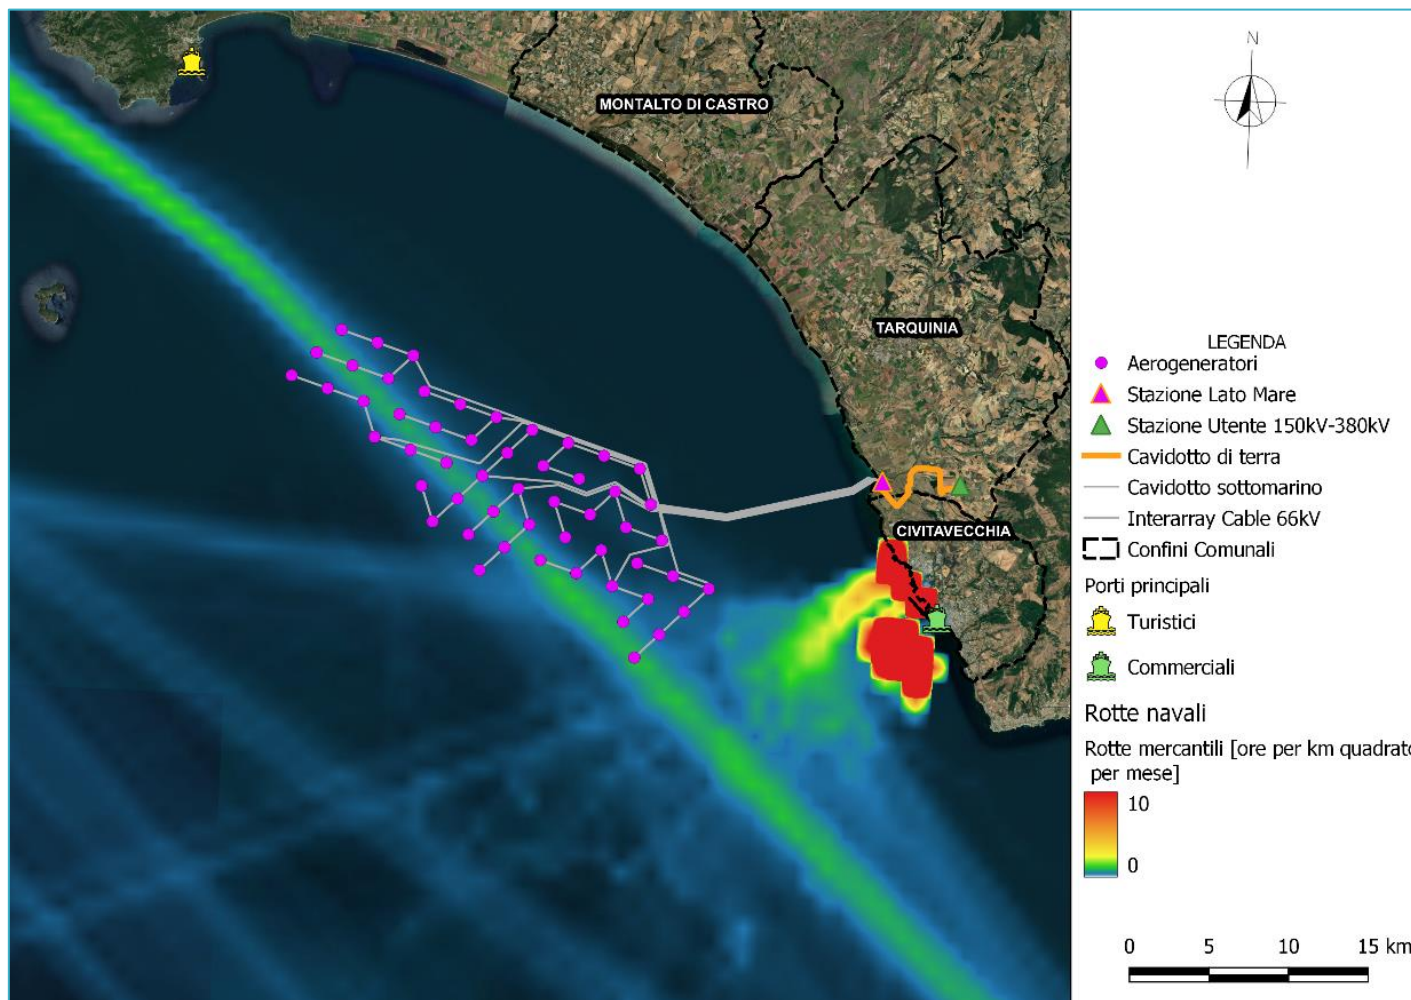 MONTALTO DI CASTRO
TARQUINIA
CIVITAVECCHIA
N
LEGENDA
Aerogeneratori
Stazione Lato Mare
Stazione Utente 150kV-380kV
Cavidotto di terra
Cavidotto sottomarino
Interarray Cable 66kV
Confini Comunali
Porti principali
Turistici
Commerciali
Rotte navali
Rotte mercantili [ore per km quadrato
per mese]
10
0
0 5 10 15 km